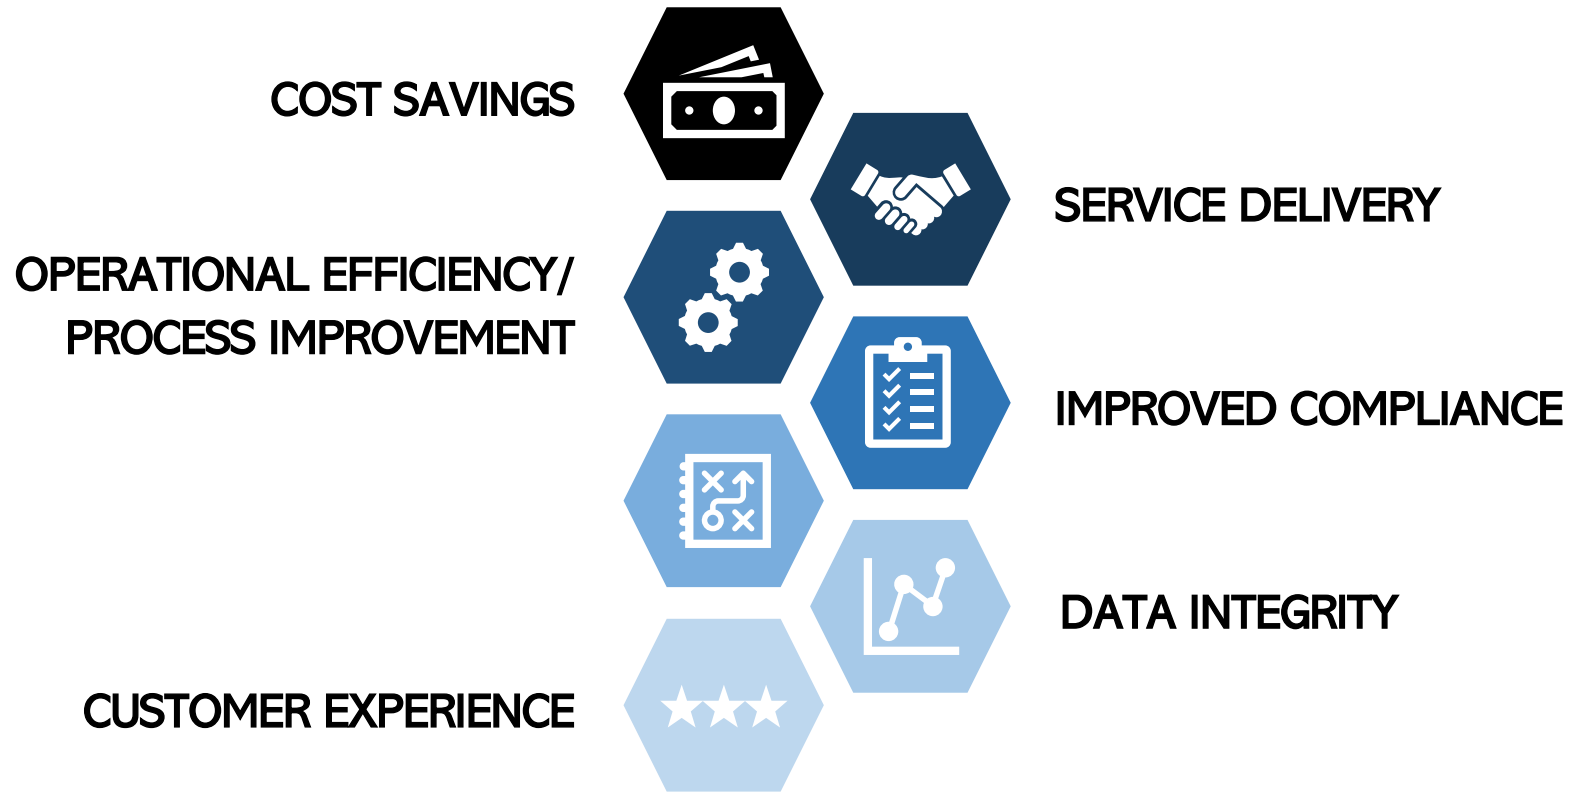 COST SAVINGS
SERVICE DELIVERY
OPERATIONAL EFFICIENCY/
PROCESS IMPROVEMENT
IMPROVED COMPLIANCE
DATA INTEGRITY
CUSTOMER EXPERIENCE